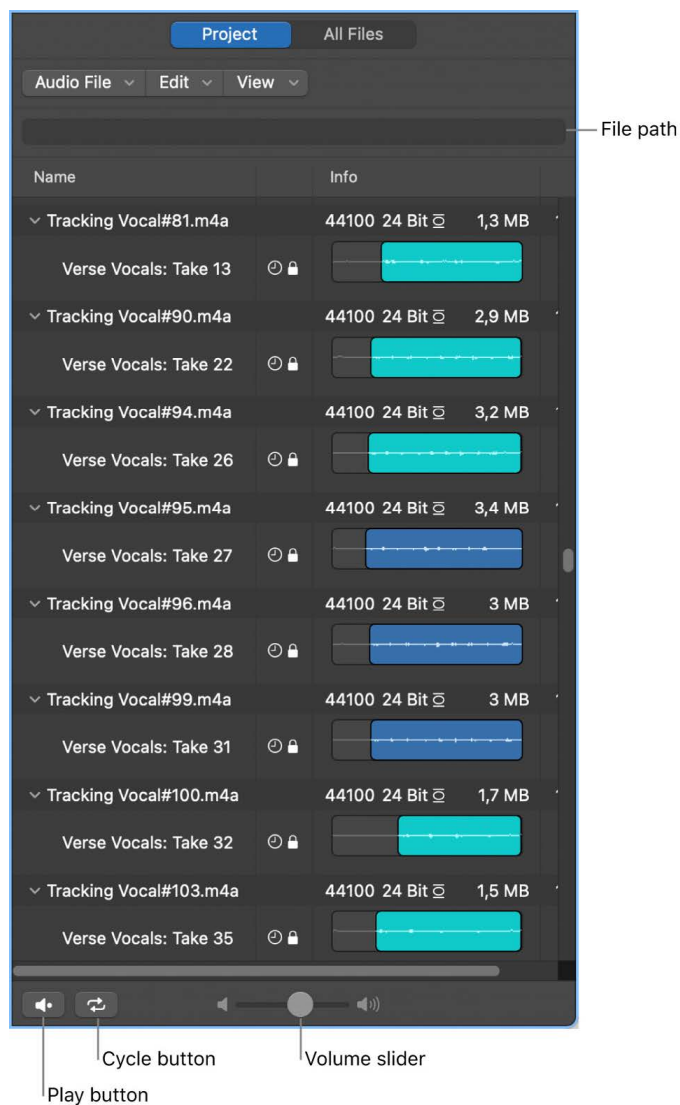 Project All Files
Audio File Edit View
File path
Name Info
Tracking Vocal#81.m4a 44100 24 Bit 1,3 MB
Verse Vocals: Take 13
Tracking Vocal#90.m4a 44100 24 Bit 2,9 MB
Verse Vocals: Take 22
Tracking Vocal#94.m4a 44100 24 Bit 3,2 MB
Verse Vocals: Take 26
Tracking Vocal#95.m4a 44100 24 Bit 3,4 MB
Verse Vocals: Take 27
Tracking Vocal#96.m4a 44100 24 Bit 3 MB
Verse Vocals: Take 28
Tracking Vocal#99.m4a 44100 24 Bit 3 MB
Verse Vocals: Take 31
Tracking Vocal#100.m4a 44100 24 Bit 1,7 MB
Verse Vocals: Take 32
Tracking Vocal#103.m4a 44100 24 Bit 1,5 MB
Verse Vocals: Take 35
Cycle button Volume slider
Play button